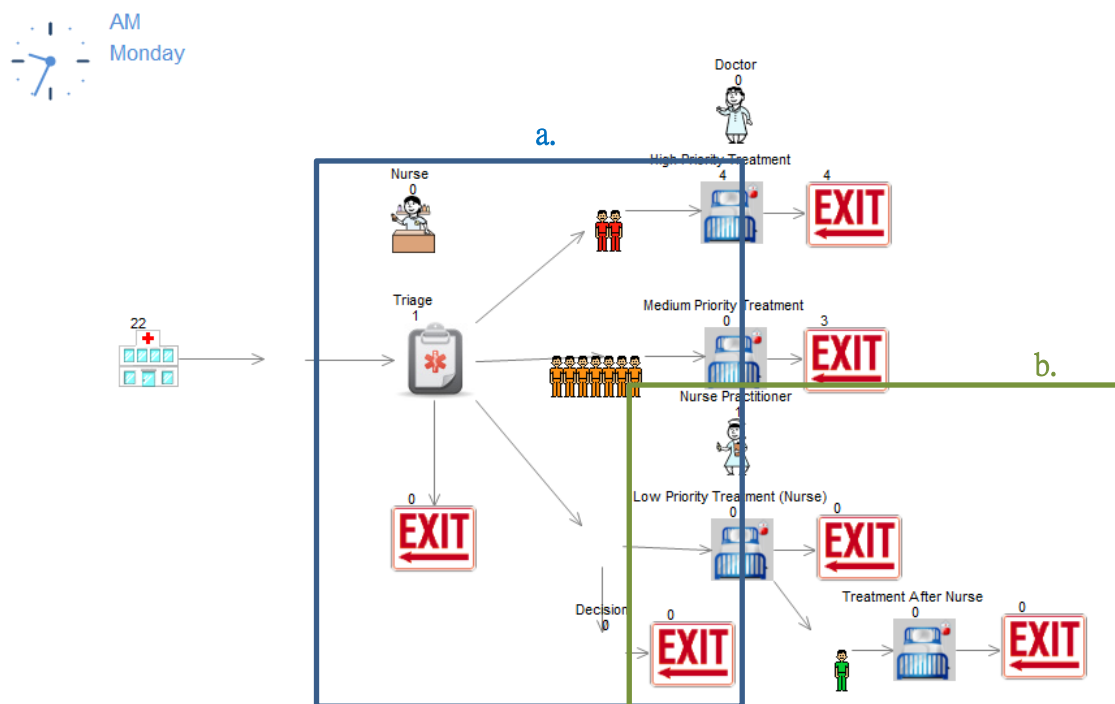 AM
Monday
Doctor
0
a.
High Priority Treatment
Nurse
0
4
4
EXIT
Triage
1
22
Medium Priority Treatment
0
3
EXIT
b.
Nurse Practitioner
1
Low Priority Treatment (Nurse)
0
0
EXIT
0
EXIT
Decision
0
0
EXIT
Treatment After Nurse
0
0
EXIT